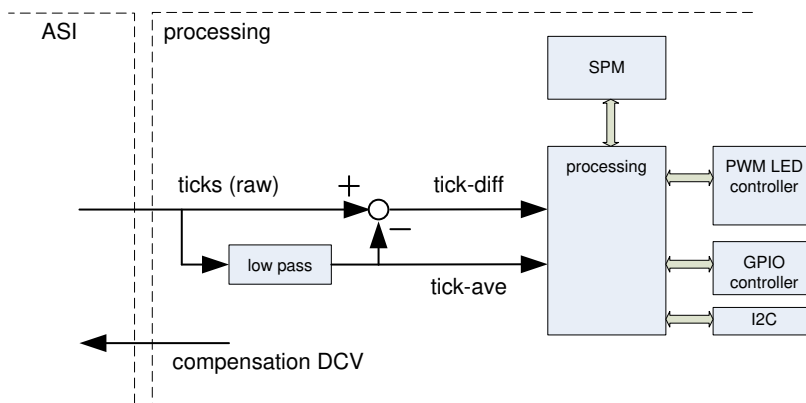 ASI
processing
SPM
processing
PWM LED
controller
ticks (raw)
+
tick-diff
−
low pass
tick-ave
GPIO
controller
I2C
compensation DCV